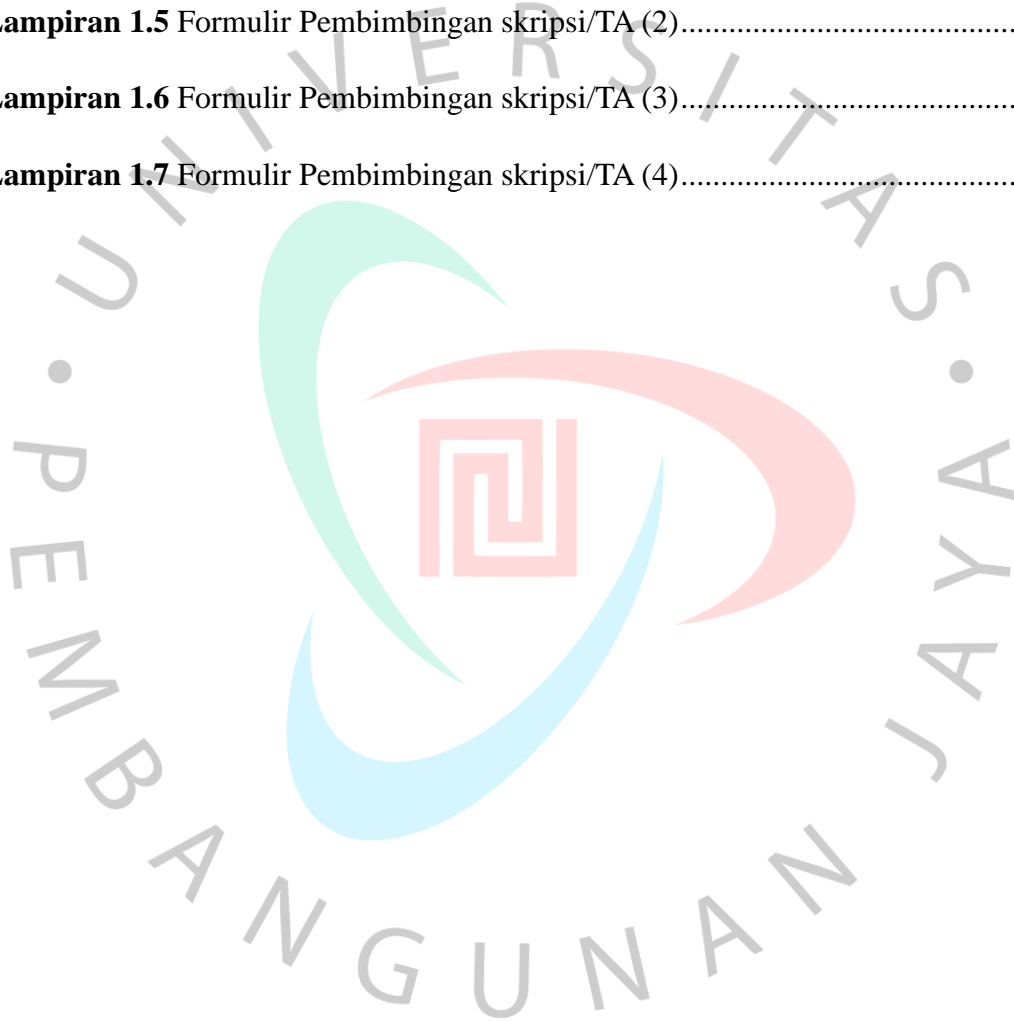 Lampiran 1.5 Formulir Pembimbingan skripsi/TA (2)........................................
Lampiran 1.6 Formulir Pembimbingan skripsi/TA (3)........................................
Lampiran 1.7 Formulir Pembimbingan skripsi/TA (4)........................................
UNIVERSITAS • PEMBANGUNAN JAYA •